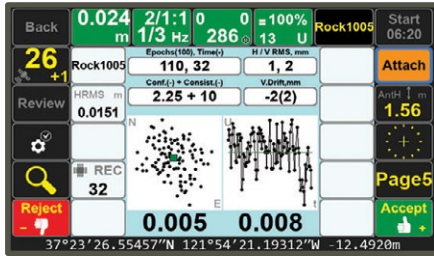 Back 0.024 m 2/1:1 1/3 Hz 0 0 286 =100% 13 U Rock1005 Start 06:20
26 +1 Rock1005 Epochs(100), Time(-) H / V RMS, mm Attach
110, 32 1, 2
Conf.(-) + Consist.(-) V.Drift,mm
Review HRMS m 0.0151 2.25 + 10 -2(2) AntH m 1.56
N U
REC 32 Page5
E t
Reject - 0.005 0.008 Accept +
37°23'26.55457"N 121°54'21.19312"W -12.4920m